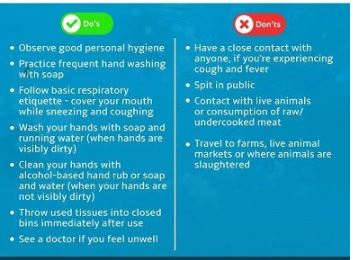 Do's
• Observe good personal hygiene
• Practice frequent hand washing
with soap
• Follow basic respiratory
etiquette - cover your mouth
while sneezing and coughing
• Wash your hands with soap and
running water (when hands are
visibly dirty)
• Clean your hands with
alcohol-based hand rub or soap
and water (when your hands are
not visibly dirty)
• Throw used tissues into closed
bins immediately after use
• See a doctor if you feel unwell
Don'ts
• Have a close contact with
anyone, if you're experiencing
cough and fever
• Spit in public
• Contact with live animals
or consumption of raw/
undercooked meat
• Travel to farms, live animal
markets or where animals are
slaughtered